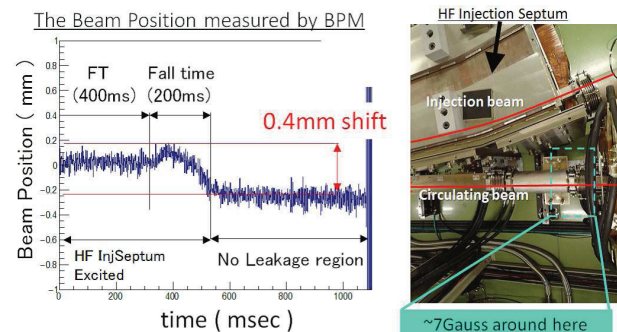 The Beam Position measured by BPM
Beam Position ( mm )
1
0.8
0.6
0.4
0.2
0
-0.2
-0.4
-0.6
-0.8
-1
FT
(400ms)
Fall time
(200ms)
0.4mm shift
HF InjSeptum
Excited
No Leakage region
0 200 400 600 800 1000
time ( msec )
HF Injection Septum
Injection beam
Circulating beam
~7Gauss around here